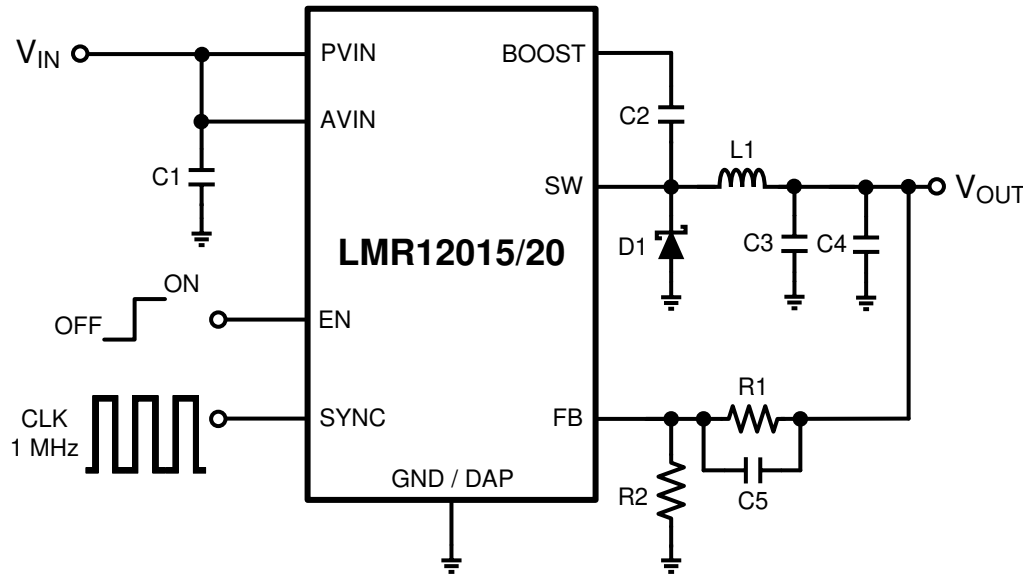 VIN
PVIN
BOOST
AVIN
C2
C1
L1
SW
VOUT
D1
C3
C4
LMR12015/20
ON
OFF
EN
R1
CLK
1 MHz
SYNC
FB
GND / DAP
R2
C5